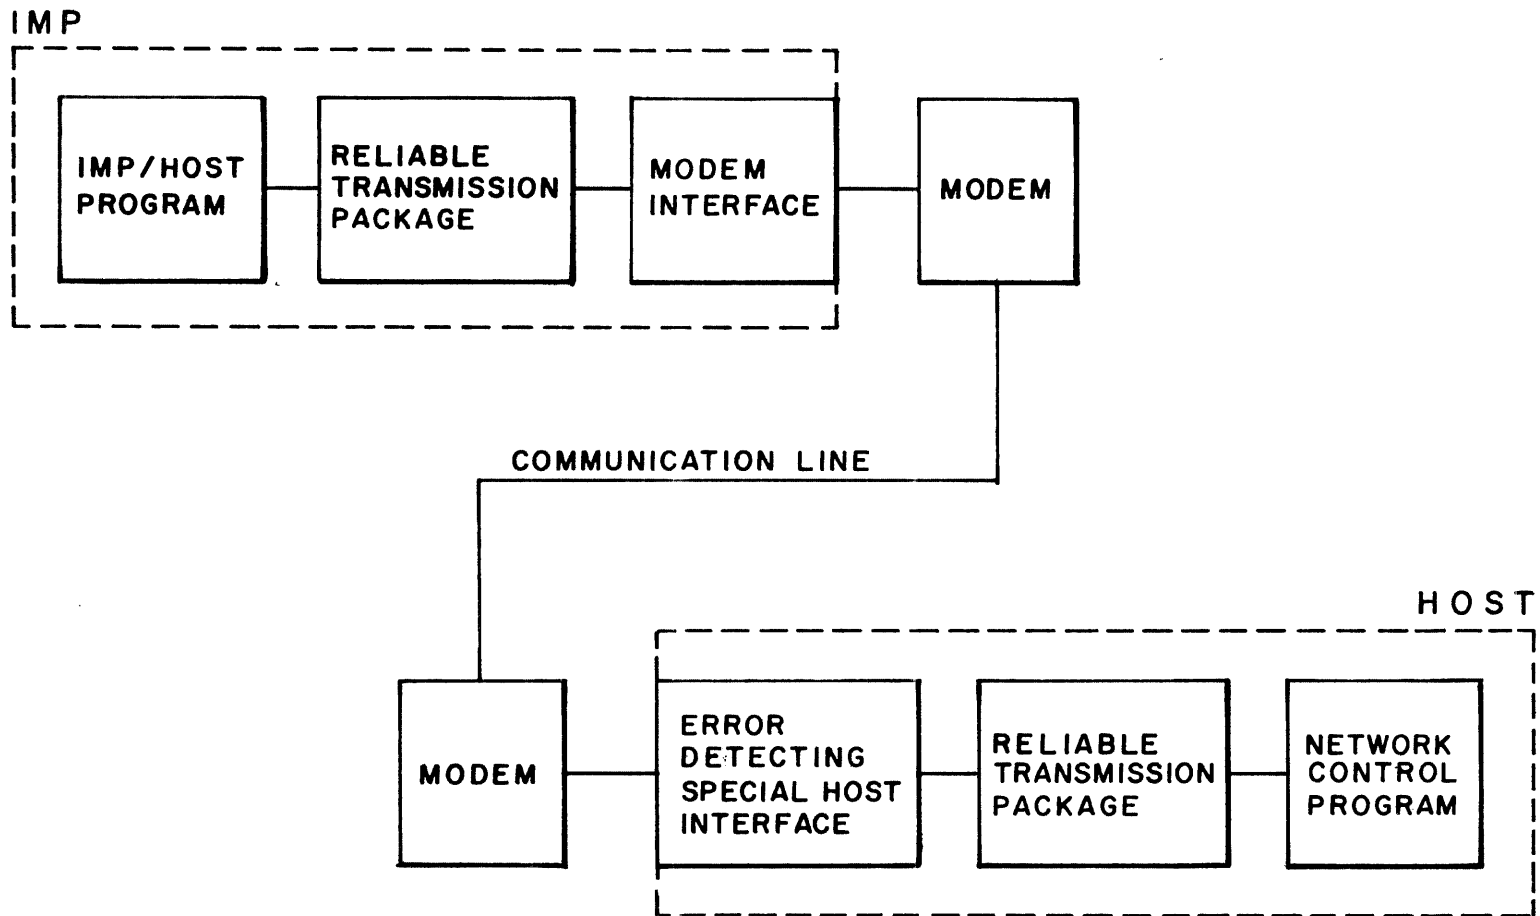 IMP
IMP/HOST
PROGRAM
RELIABLE
TRANSMISSION
PACKAGE
MODEM
INTERFACE
MODEM
COMMUNICATION LINE
HOST
MODEM
ERROR
DETECTING
SPECIAL HOST
INTERFACE
RELIABLE
TRANSMISSION
PACKAGE
NETWORK
CONTROL
PROGRAM